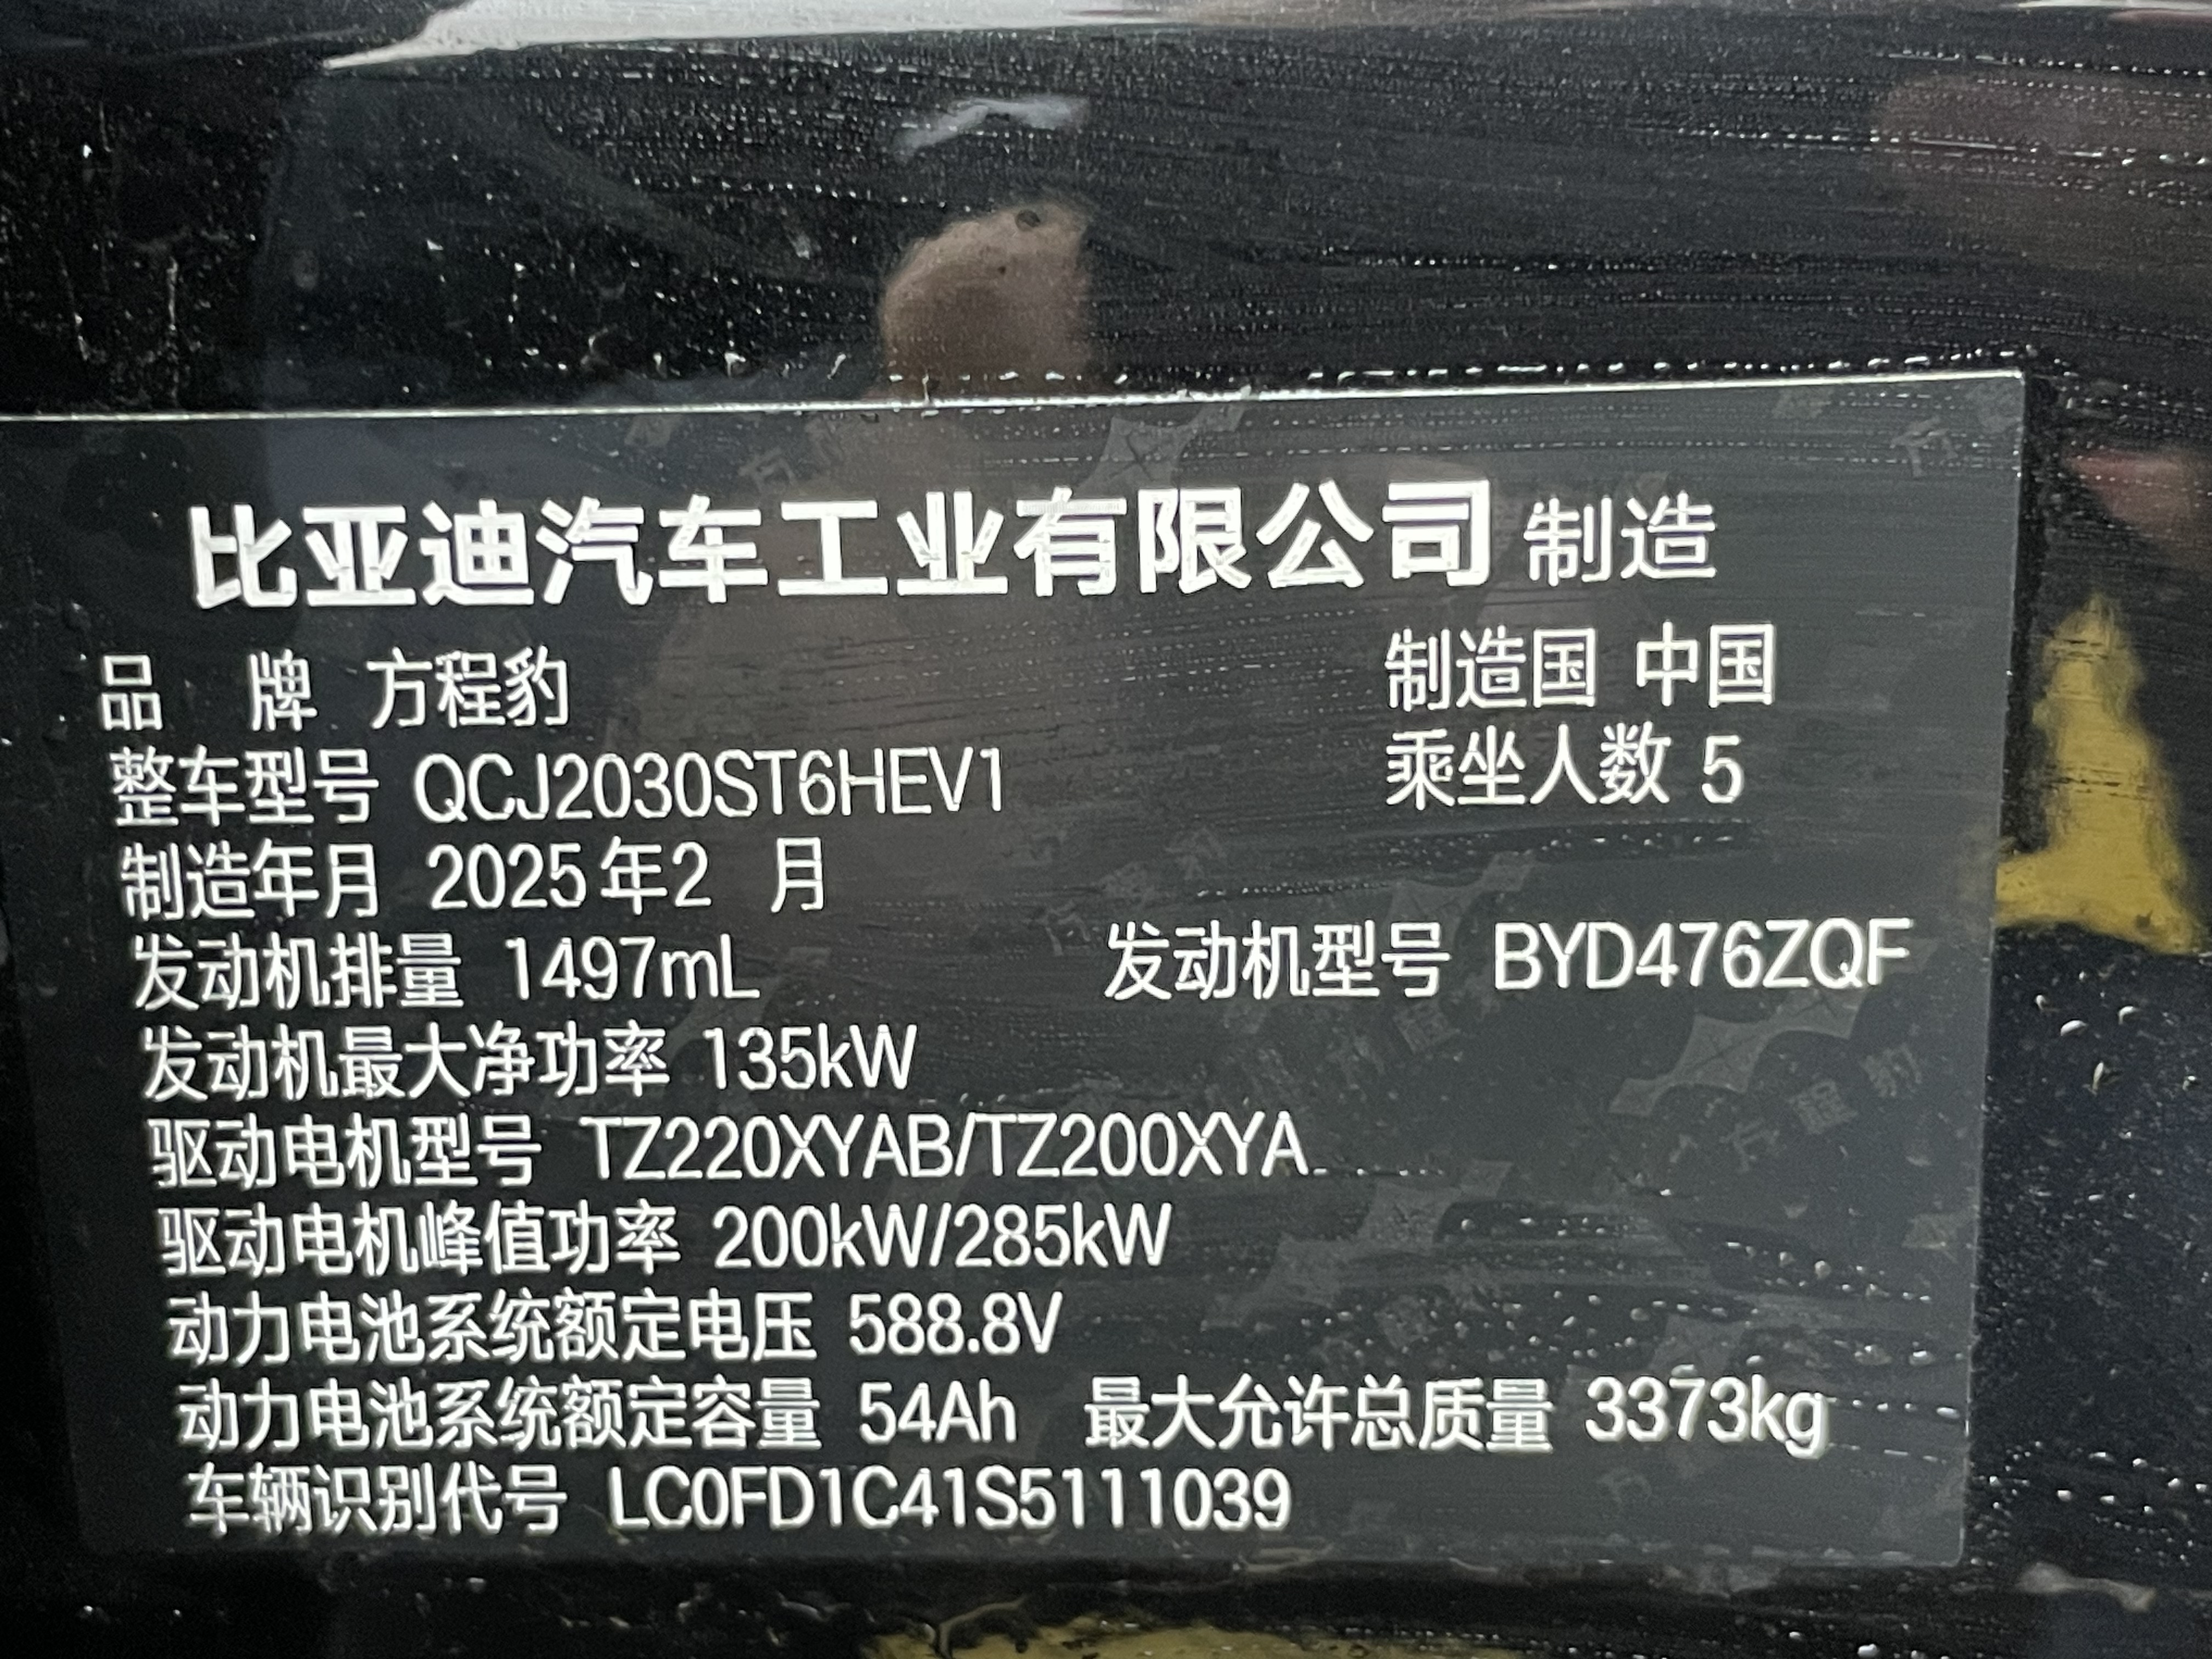 比亚迪汽车工业有限公司 制造
品 牌 方程豹 制造国 中国
整车型号 QCJ2030ST6HEV1 乘坐人数 5
制造年月 2025年2 月
发动机排量 1497mL 发动机型号 BYD476ZQF
发动机最大净功率 135kW
驱动电机型号 TZ220XYAB/TZ200XYA
驱动电机峰值功率 200kW/285kW
动力电池系统额定电压 588.8V
动力电池系统额定容量 54Ah 最大允许总质量 3373kg
车辆识别代号 LC0FD1C41S5111039